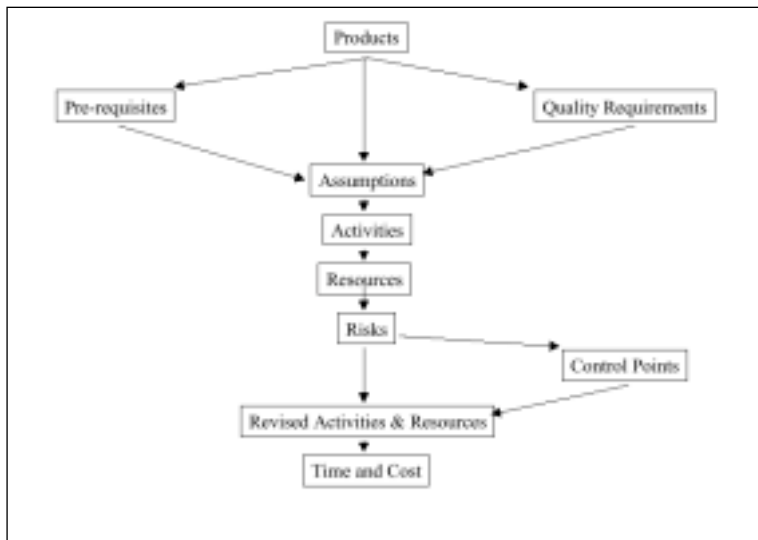 Products
Pre-requisites
Quality Requirements
Assumptions
Activities
Resources
Risks
Control Points
Revised Activities & Resources
Time and Cost